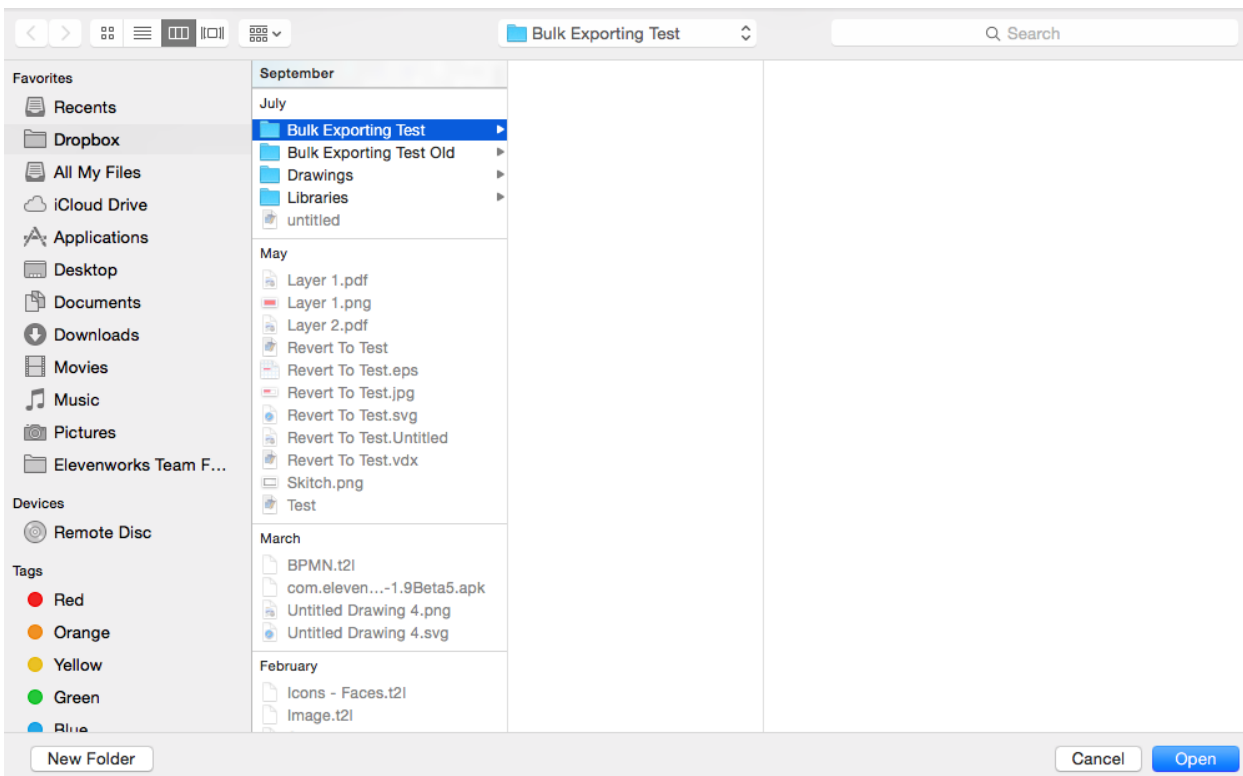 Bulk Exporting Test
Search
Favorites
Recents
Dropbox
All My Files
iCloud Drive
Applications
Desktop
Documents
Downloads
Movies
Music
Pictures
Elevenworks Team F...
Devices
Remote Disc
Tags
Red
Orange
Yellow
Green
Blue
September
July
Bulk Exporting Test
Bulk Exporting Test Old
Drawings
Libraries
untitled
May
Layer 1.pdf
Layer 1.png
Layer 2.pdf
Revert To Test
Revert To Test.eps
Revert To Test.jpg
Revert To Test.svg
Revert To Test.Untitled
Revert To Test.vdx
Skitch.png
Test
March
BPMN.t2l
com.eleven...-1.9Beta5.apk
Untitled Drawing 4.png
Untitled Drawing 4.svg
February
Icons - Faces.t2l
Image.t2l
New Folder
Cancel
Open